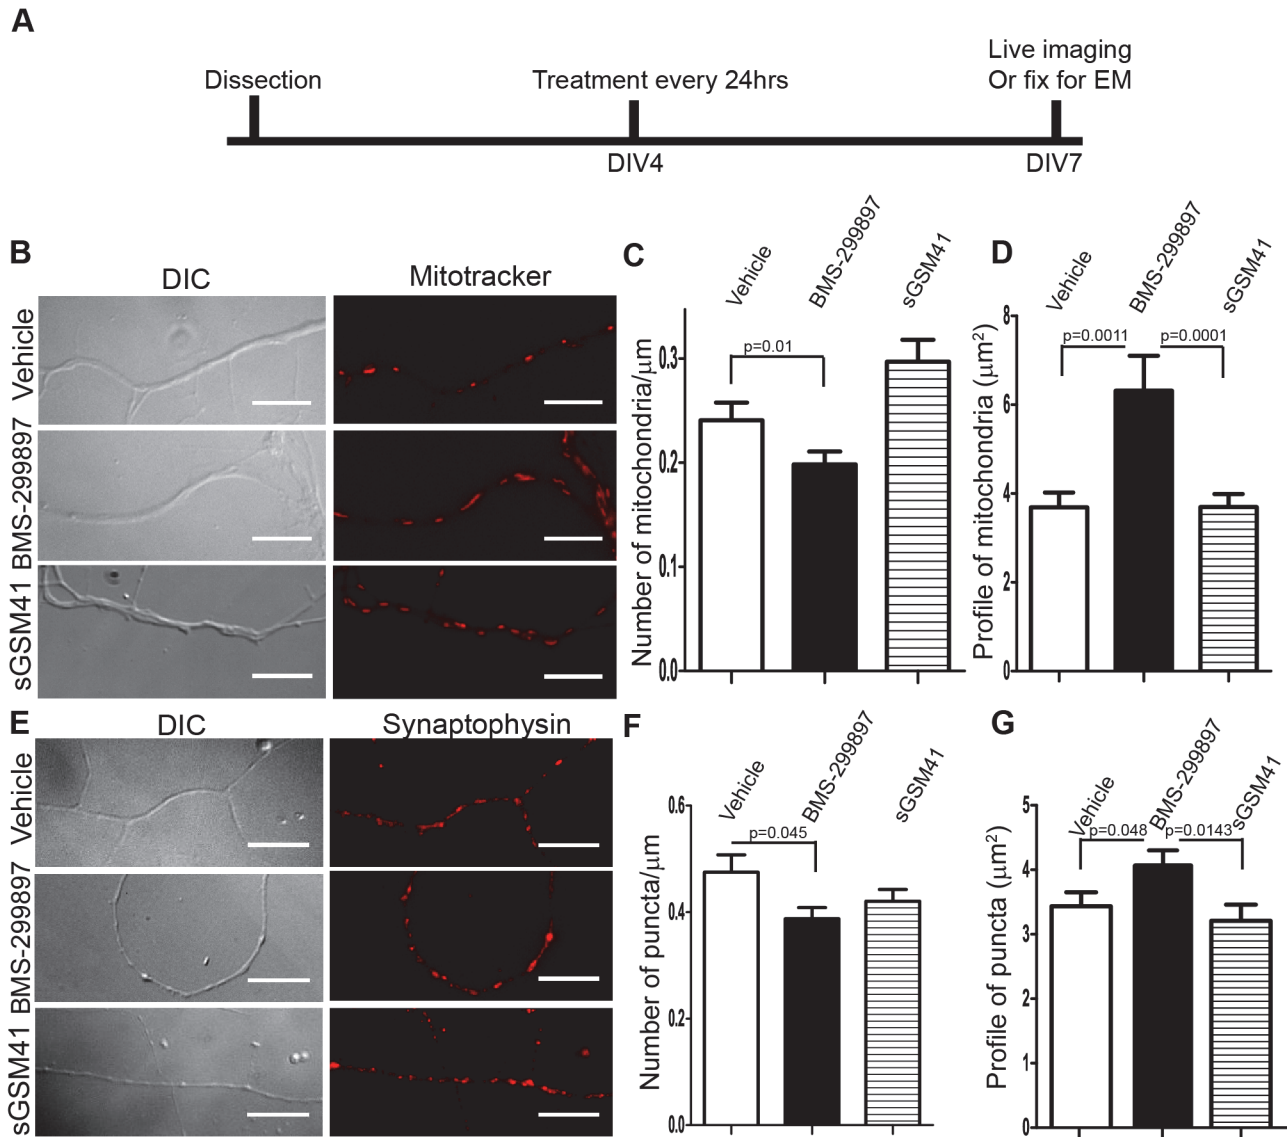 A
Dissection
Treatment every 24hrs
Live imaging
Or fix for EM
DIV4
DIV7
B
DIC
Mitotracker
Vehicle
BMS-299897
sGSM41
C
Vehicle
BMS-299897
sGSM41
p=0.01
Number of mitochondria/μm
0.3
0.2
0.1
0.0
D
Vehicle
BMS-299897
sGSM41
p=0.0011
p=0.0001
Profile of mitochondria (μm²)
8
6
4
2
0
E
DIC
Synaptophysin
Vehicle
BMS-299897
sGSM41
F
Vehicle
BMS-299897
sGSM41
p=0.045
Number of puncta/μm
0.6
0.4
0.2
0.0
G
Vehicle
BMS-299897
sGSM41
p=0.048
p=0.0143
Profile of puncta (μm²)
5
4
3
2
1
0